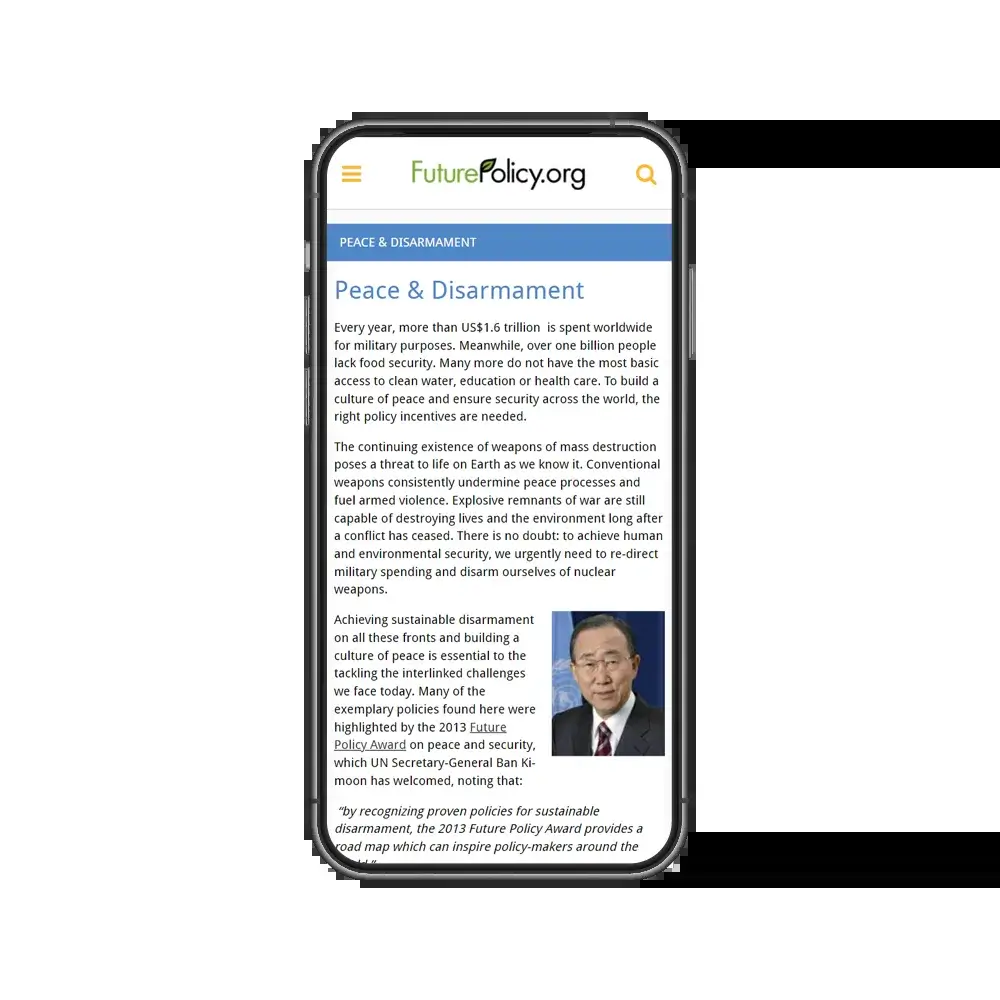 FuturePolicy.org
PEACE & DISARMAMENT
Peace & Disarmament
Every year, more than US$1.6 trillion  is spent worldwide
for military purposes. Meanwhile, over one billion people
lack food security. Many more do not have the most basic
access to clean water, education or health care. To build a
culture of peace and ensure security across the world, the
right policy incentives are needed.
The continuing existence of weapons of mass destruction
poses a threat to life on Earth as we know it. Conventional
weapons consistently undermine peace processes and
fuel armed violence. Explosive remnants of war are still
capable of destroying lives and the environment long after
a conflict has ceased. There is no doubt: to achieve human
and environmental security, we urgently need to re-direct
military spending and disarm ourselves of nuclear
weapons.
Achieving sustainable disarmament
on all these fronts and building a
culture of peace is essential to the
tackling the interlinked challenges
we face today. Many of the
exemplary policies found here were
highlighted by the 2013 Future
Policy Award on peace and security,
which UN Secretary-General Ban Ki-
moon has welcomed, noting that:
“by recognizing proven policies for sustainable
disarmament, the 2013 Future Policy Award provides a
road map which can inspire policy-makers around the